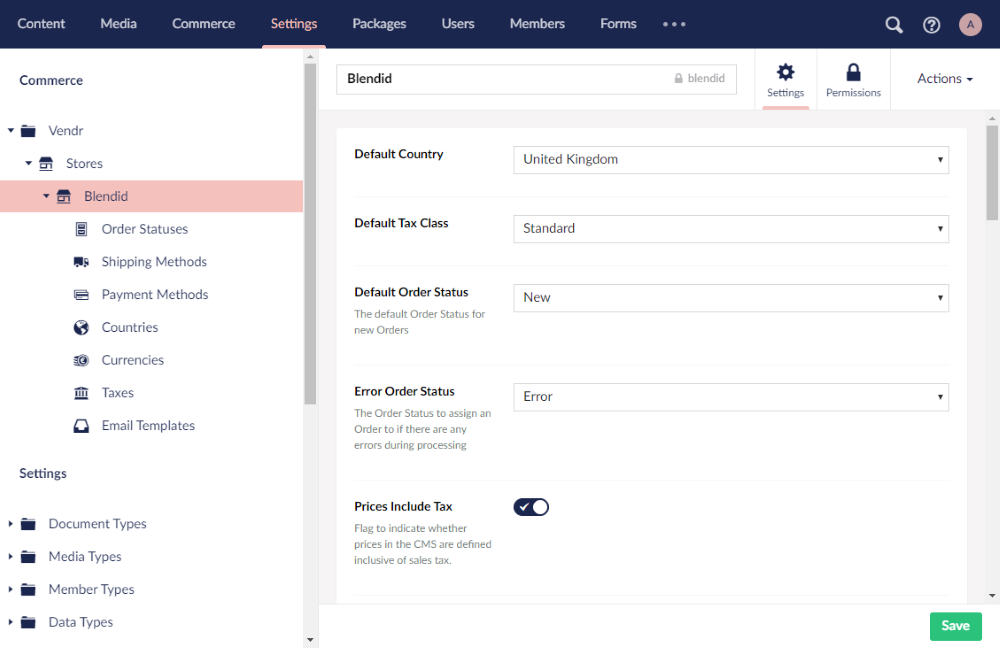 Content Media Commerce Settings Packages Users Members Forms A
Commerce
Vendr
Stores
Blendid
Order Statuses
Shipping Methods
Payment Methods
Countries
Currencies
Taxes
Email Templates
Settings
Document Types
Media Types
Member Types
Data Types
Blendid blendid
Settings
Permissions
Actions
Default Country
United Kingdom
Default Tax Class
Standard
Default Order Status
The default Order Status for
new Orders
New
Error Order Status
The Order Status to assign an
Order to if there are any
errors during processing
Error
Prices Include Tax
Flag to indicate whether
prices in the CMS are defined
inclusive of sales tax.
Save